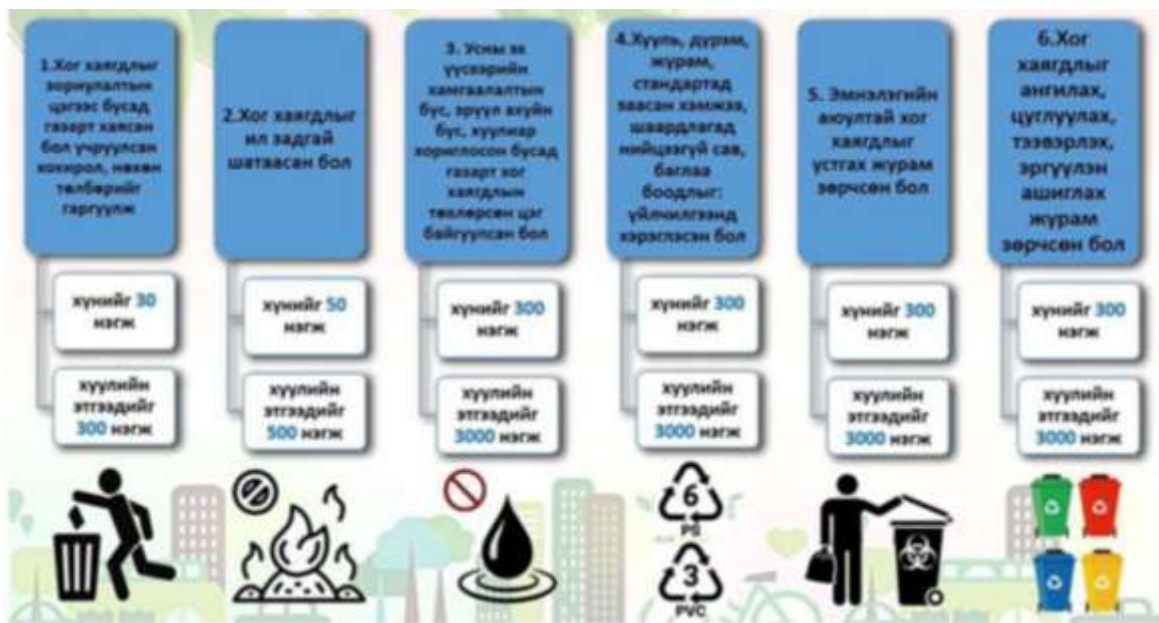 1.Хог хаягдлыг
зориулалтын
цэгээс бусад
газарт хаясан
бол учруулсан
хохирол, нөхөн
төлбөрийг
гаргуулж
хүнийг 30
нэгж
хуулийн
этгээдийг
300 нэгж
2.Хог хаягдлыг
ил задгай
шатаасан бол
хүнийг 50
нэгж
хуулийн
этгээдийг
500 нэгж
3. Усны эх
үүсвэрийн
хамгаалалтын
бүс, эрүүл ахуйн
бүс, хуулиар
хориглосон бусад
газарт хог
хаягдлын
төвлөрсөн цэг
байгуулсан бол
хүнийг 300
нэгж
хуулийн
этгээдийг
3000 нэгж
4.Хууль, дүрэм,
журам,
стандартад
заасан хэмжээ,
шаардлагад
нийцээгүй сав,
баглаа
боодлыг:
үйлчилгээнд
хэрэглэсэн бол
хүнийг 300
нэгж
хуулийн
этгээдийг
3000 нэгж
5. Эмнэлэгийн
аюултай хог
хаягдлыг
устгах журам
зөрчсөн бол
хүнийг 300
нэгж
хуулийн
этгээдийг
3000 нэгж
6.Хог
хаягдлыг
ангилах,
цуглуулах,
тээвэрлэх,
эргүүлэн
ашиглах
журам
зөрчсөн бол
хүнийг 300
нэгж
хуулийн
этгээдийг
3000 нэгж
6
PS
3
PVC